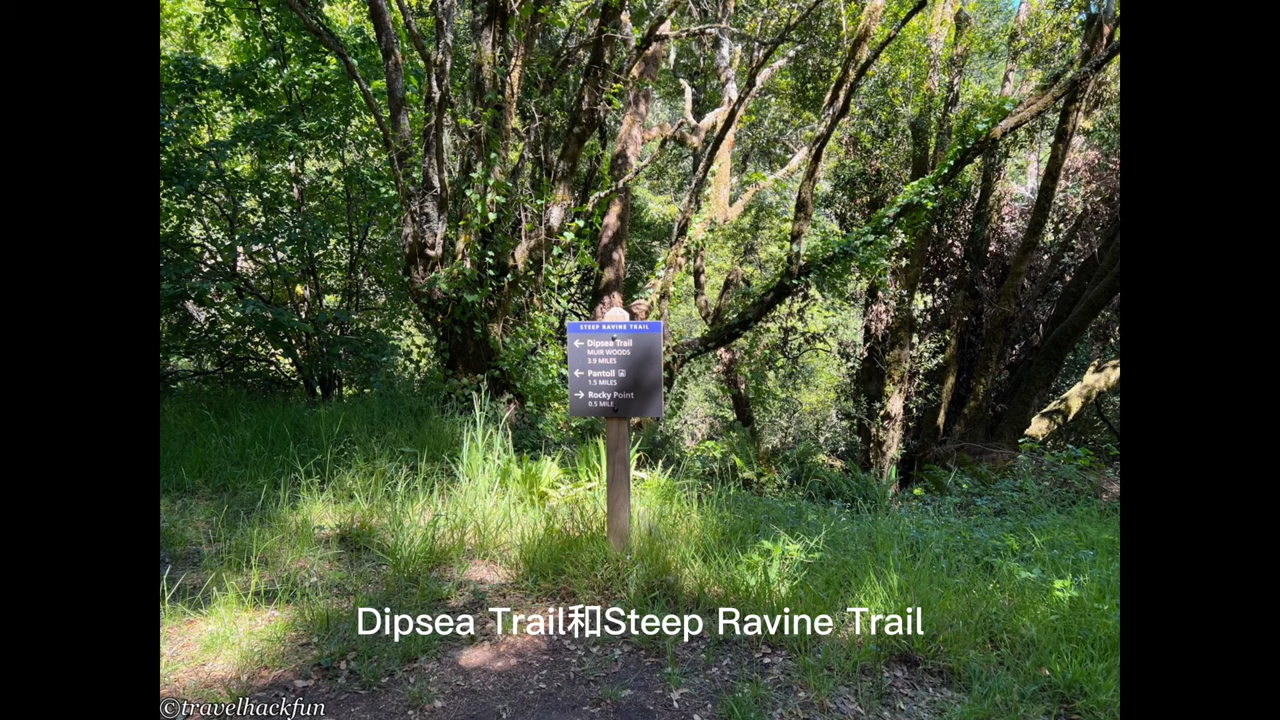 STEEP RAVINE TRAIL
← Dipsea Trail
MUIR WOODS
3.9 MILES
← Pantoll
1.5 MILES
→ Rocky Point
0.5 MILE
Dipsea Trail和Steep Ravine Trail
©travelhackfun